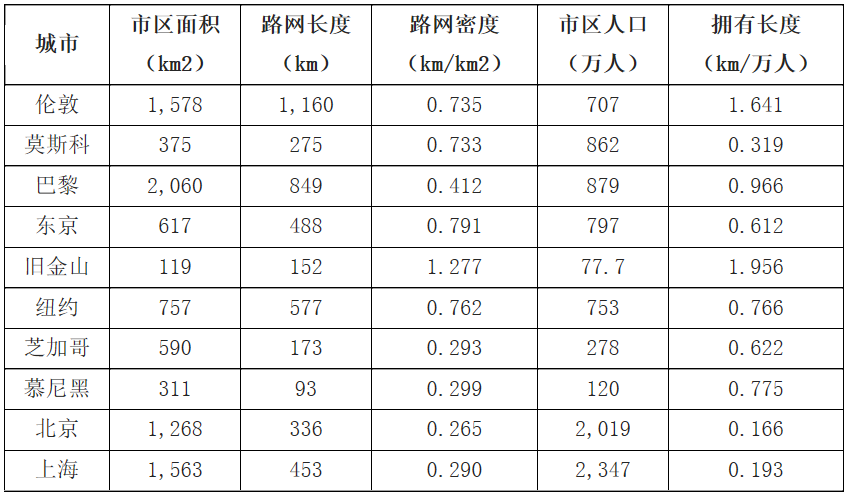 城市 市区面积（km2） 路网长度（km） 路网密度（km/km2） 市区人口（万人） 拥有长度（km/万人）
伦敦 1,578 1,160 0.735 707 1.641
莫斯科 375 275 0.733 862 0.319
巴黎 2,060 849 0.412 879 0.966
东京 617 488 0.791 797 0.612
旧金山 119 152 1.277 77.7 1.956
纽约 757 577 0.762 753 0.766
芝加哥 590 173 0.293 278 0.622
慕尼黑 311 93 0.299 120 0.775
北京 1,268 336 0.265 2,019 0.166
上海 1,563 453 0.290 2,347 0.193